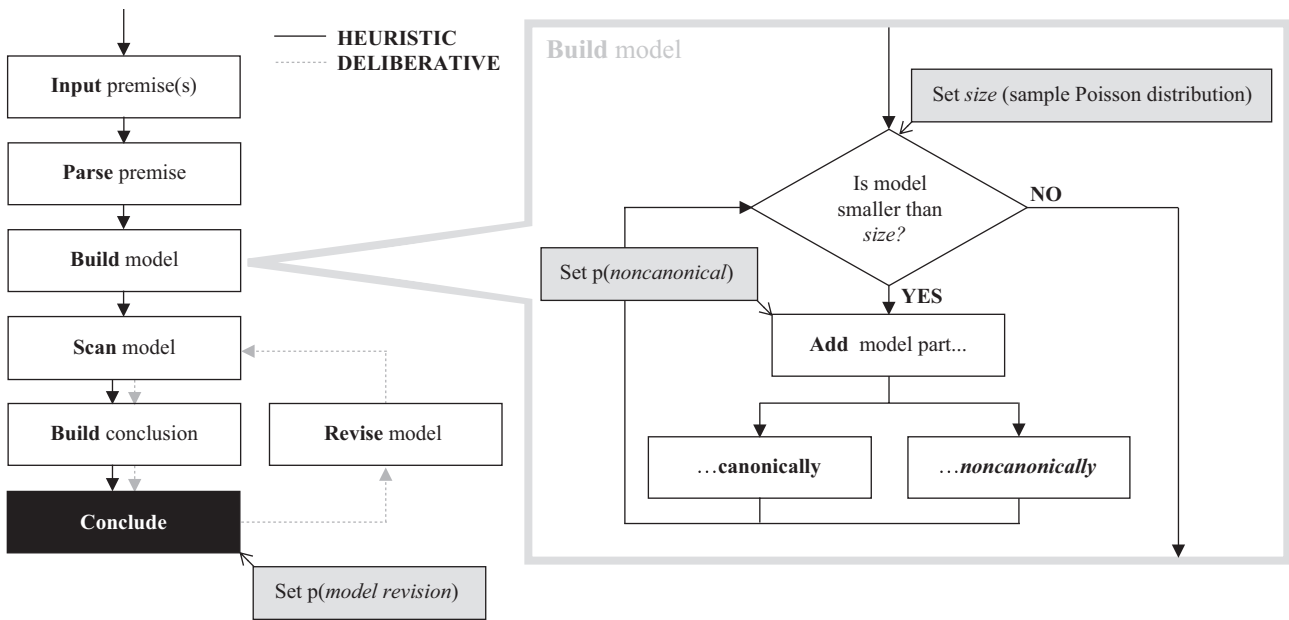 HEURISTIC
DELIBERATIVE
Input premise(s)
Parse premise
Build model
Scan model
Build conclusion
Revise model
Conclude
Set p(model revision)
Build model
Set size (sample Poisson distribution)
Is model
smaller than
size?
NO
Set p(noncanonical)
YES
Add model part...
...canonically
...noncanonically